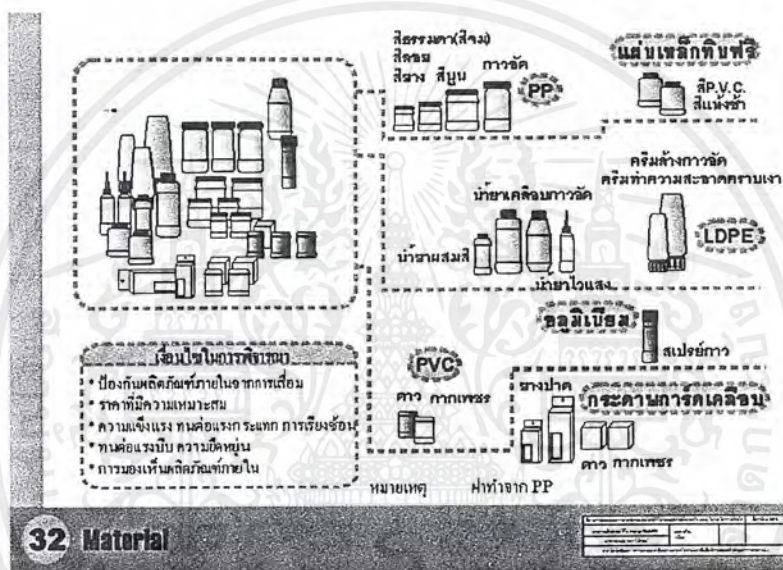 สีธรรมดา(สีจม)
สีลอย
สียาง สีนูน กาวอัด
PP
แผ่นเหล็กทินฟรี
สีP.V.C.
สีแห้งช้า
ครีมล้างกาวอัด
ครีมทำความสะอาดคราบเงา
น้ำยาเคลือบกาวอัด
LDPE
น้ำยาผสมสี
น้ำยาไวแสง
อลูมิเนียม
สเปรย์กาว
เงื่อนไขในการพิจารณา
* ป้องกันผลิตภัณฑ์ภายในจากการเสื่อม
* ราคาที่มีความเหมาะสม
* ความแข็งแรง ทนต่อแรงกระแทก การเรียงซ้อน
* ทนต่อแรงบีบ ความยืดหยุ่น
* การมองเห็นผลิตภัณฑ์ภายใน
PVC
ดาว กากเพชร
ยางปาด
กระดาษการ์ดเคลือบ
ดาว กากเพชร
หมายเหตุ ฝาทำจาก PP
32 Material